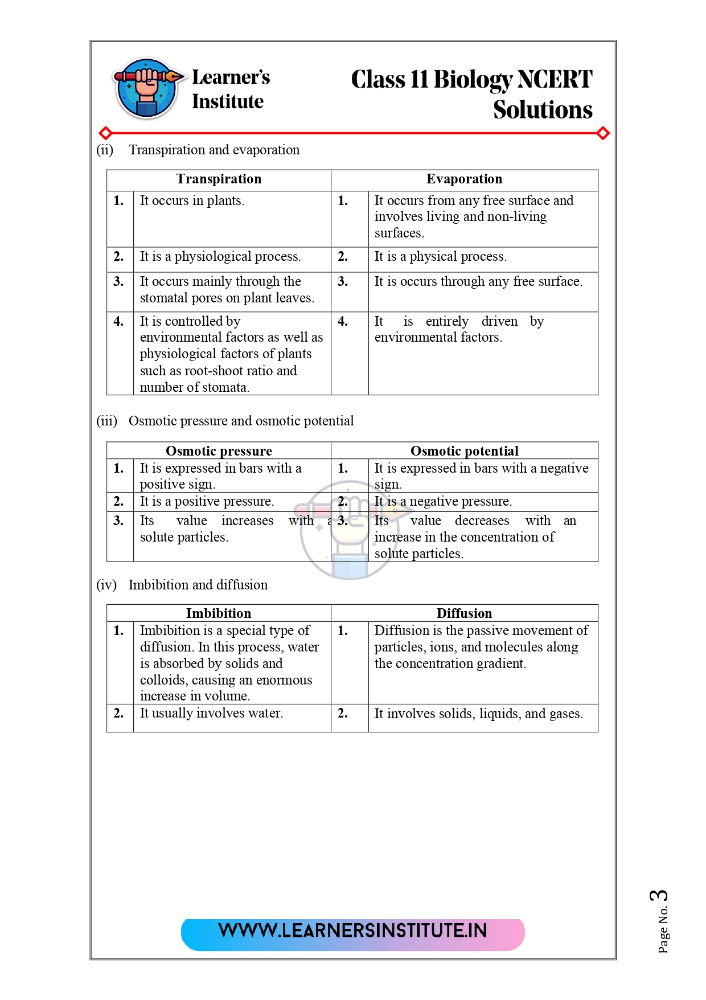 Learner's
Institute
Class 11 Biology NCERT
Solutions
(ii) Transpiration and evaporation
Transpiration Evaporation
1. It occurs in plants. 1. It occurs from any free surface and
involves living and non-living
surfaces.
2. It is a physiological process. 2. It is a physical process.
3. It occurs mainly through the
stomatal pores on plant leaves.
3. It is occurs through any free surface.
4. It is controlled by
environmental factors as well as
physiological factors of plants
such as root-shoot ratio and
number of stomata.
4. It is entirely driven by
environmental factors.
(iii) Osmotic pressure and osmotic potential
Osmotic pressure Osmotic potential
1. It is expressed in bars with a
positive sign.
1. It is expressed in bars with a negative
sign.
2. It is a positive pressure. 2. It is a negative pressure.
3. Its value increases with
solute particles.
3. Its value decreases with an
increase in the concentration of
solute particles.
(iv) Imbibition and diffusion
Imbibition Diffusion
1. Imbibition is a special type of
diffusion. In this process, water
is absorbed by solids and
colloids, causing an enormous
increase in volume.
1. Diffusion is the passive movement of
particles, ions, and molecules along
the concentration gradient.
2. It usually involves water. 2. It involves solids, liquids, and gases.
WWW.LEARNERSINSTITUTE.IN
Page No. 3